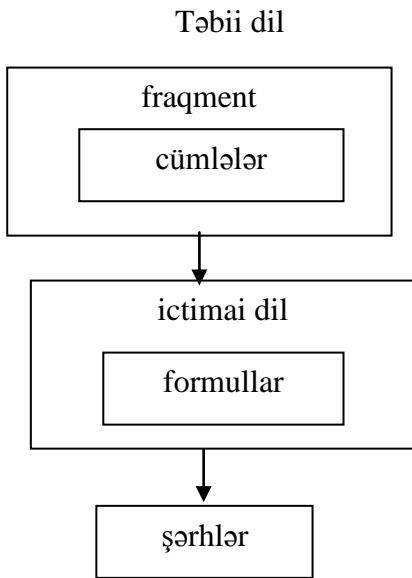 Təbii dil
fraqment
cümlələr
ictimai dil
formullar
şərhlər